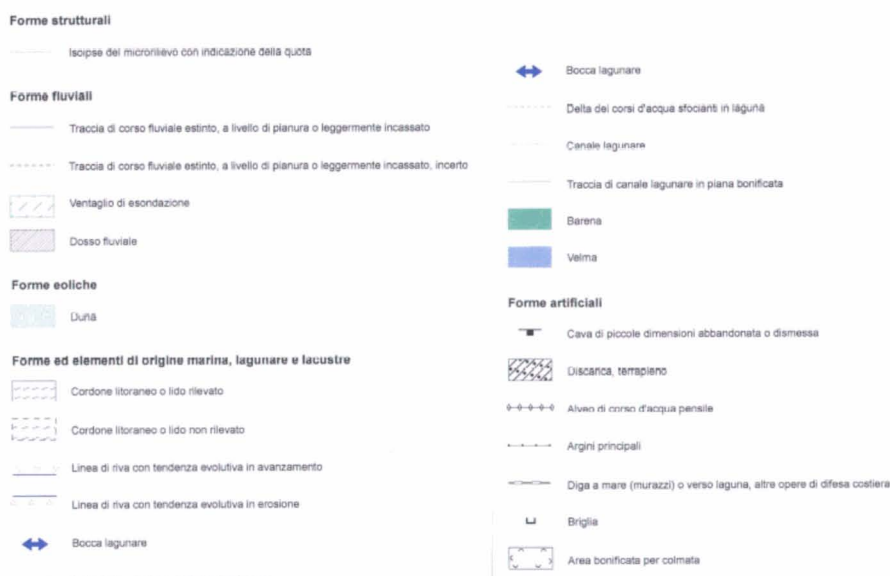 Forme strutturali
Isoipse del microrilievo con indicazione della quota
Forme fluviali
Traccia di corso fluviale estinto, a livello di pianura o leggermente incassato
Traccia di corso fluviale estinto, a livello di pianura o leggermente incassato, incerto
Ventaglio di esondazione
Dosso fluviale
Forme eoliche
Duna
Forme ed elementi di origine marina, lagunare e lacustre
Cordone litoraneo o lido rilevato
Cordone litoraneo o lido non rilevato
Linea di riva con tendenza evolutiva in avanzamento
Linea di riva con tendenza evolutiva in erosione
Bocca lagunare
Bocca lagunare
Delta dei corsi d'acqua sfocianti in laguna
Canale lagunare
Traccia di canale lagunare in piana bonificata
Barena
Velma
Forme artificiali
Cava di piccole dimensioni abbandonata o dismessa
Discarica, terrapieno
Alveo di corso d'acqua pensile
Argini principali
Diga a mare (murazzi) o verso laguna, altre opere di difesa costiera
Briglia
Area bonificata per colmata